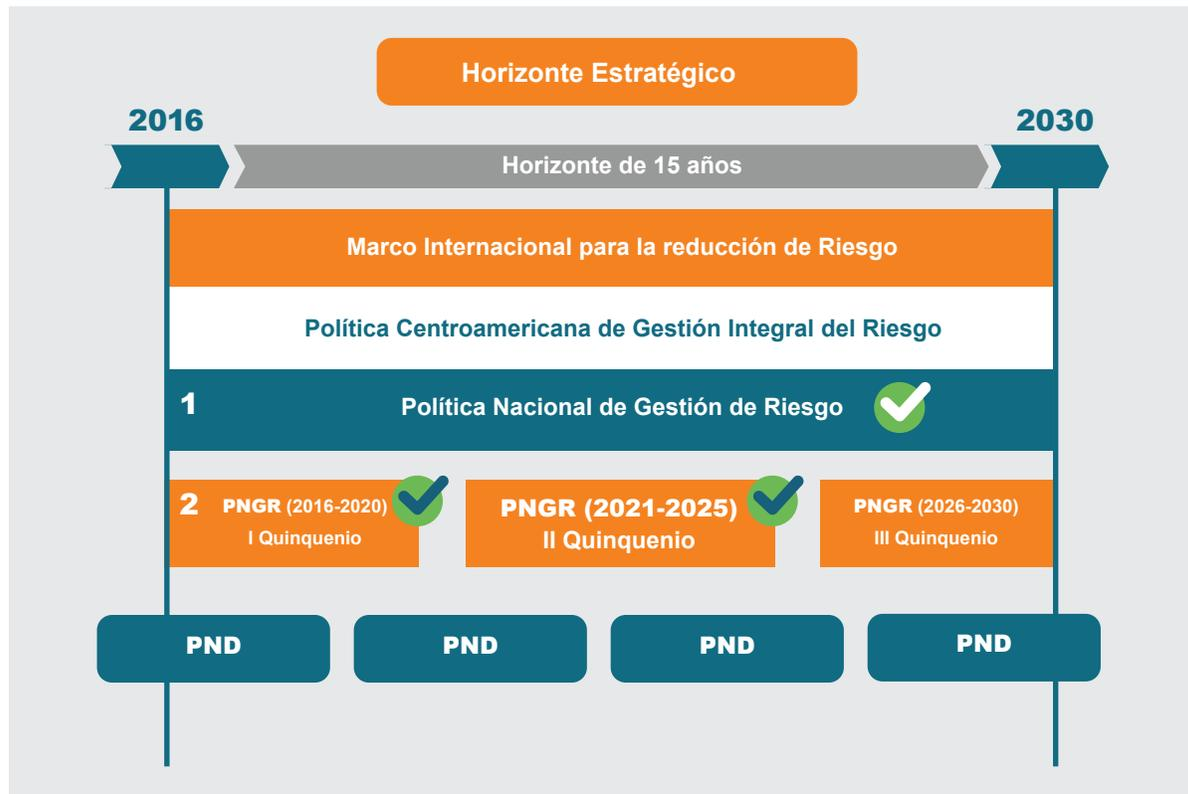 Horizonte Estratégico
2016
2030
Horizonte de 15 años
Marco Internacional para la reducción de Riesgo
Política Centroamericana de Gestión Integral del Riesgo
1
Política Nacional de Gestión de Riesgo
2
PNGR (2016-2020)
I Quinquenio
PNGR (2021-2025)
II Quinquenio
PNGR (2026-2030)
III Quinquenio
PND
PND
PND
PND